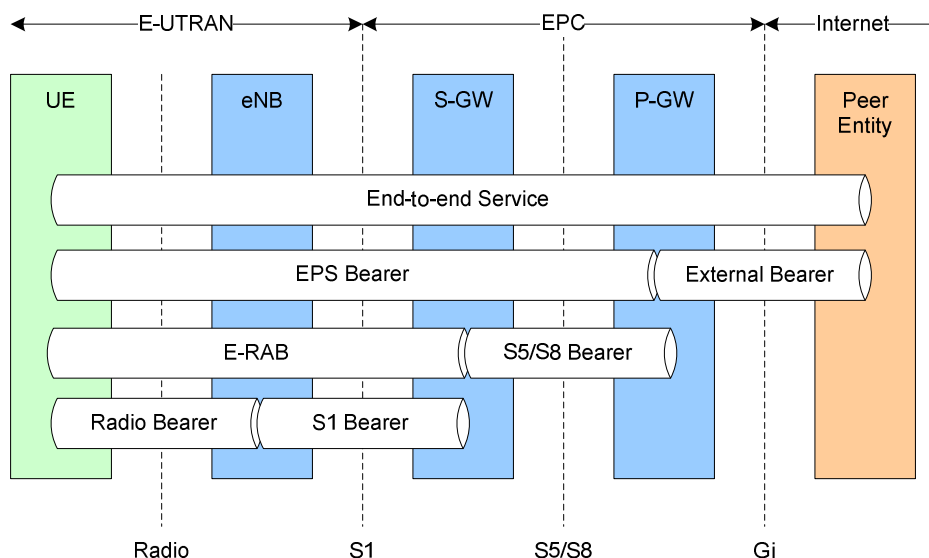 E-UTRAN
EPC
Internet
UE
eNB
S-GW
P-GW
Peer
Entity
End-to-end Service
EPS Bearer
External Bearer
E-RAB
S5/S8 Bearer
Radio Bearer
S1 Bearer
Radio
S1
S5/S8
Gi